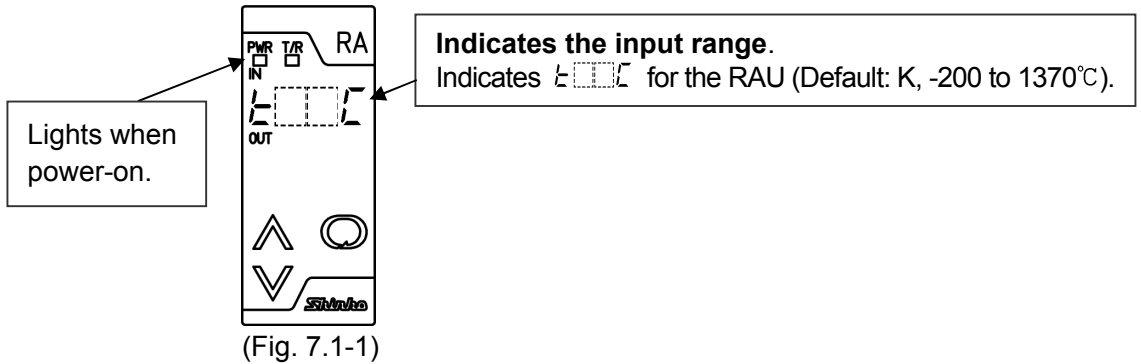 PWR T/R RA
IN
t□□C
OUT
Shinko
Lights when
power-on.
Indicates the input range.
Indicates t□□C for the RAU (Default: K, -200 to 1370℃).
(Fig. 7.1-1)